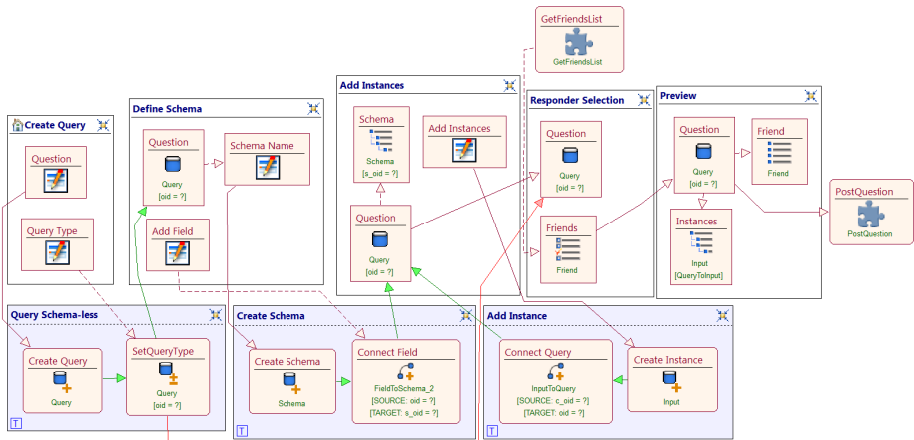 GetFriendsList
GetFriendsList
Create Query
Question
Query Type
Define Schema
Question
Query
[oid = ?]
Schema Name
Add Field
Add Instances
Schema
Schema
[s_oid = ?]
Add Instances
Question
Query
[oid = ?]
Responder Selection
Question
Query
[oid = ?]
Friends
Friend
Preview
Question
Query
[oid = ?]
Friend
Friend
Instances
Input
[QueryToInput]
PostQuestion
PostQuestion
Query Schema-less
Create Query
Query
SetQueryType
Query
[oid = ?]
T
Create Schema
Create Schema
Schema
Connect Field
FieldToSchema_2
[SOURCE: oid = ?]
[TARGET: s_oid = ?]
T
Add Instance
Connect Query
InputToQuery
[SOURCE: c_oid = ?]
[TARGET: oid = ?]
Create Instance
Input
T